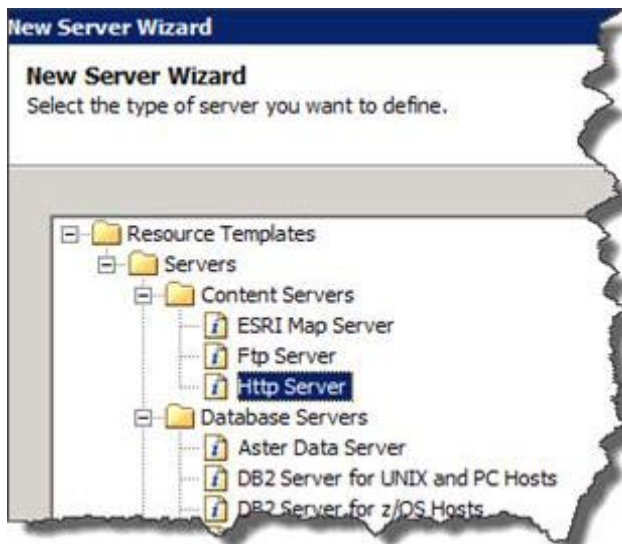 New Server Wizard
New Server Wizard
Select the type of server you want to define.
Resource Templates
Servers
Content Servers
ESRI Map Server
Ftp Server
Http Server
Database Servers
Aster Data Server
DB2 Server for UNIX and PC Hosts
DB2 Server for z/OS Hosts